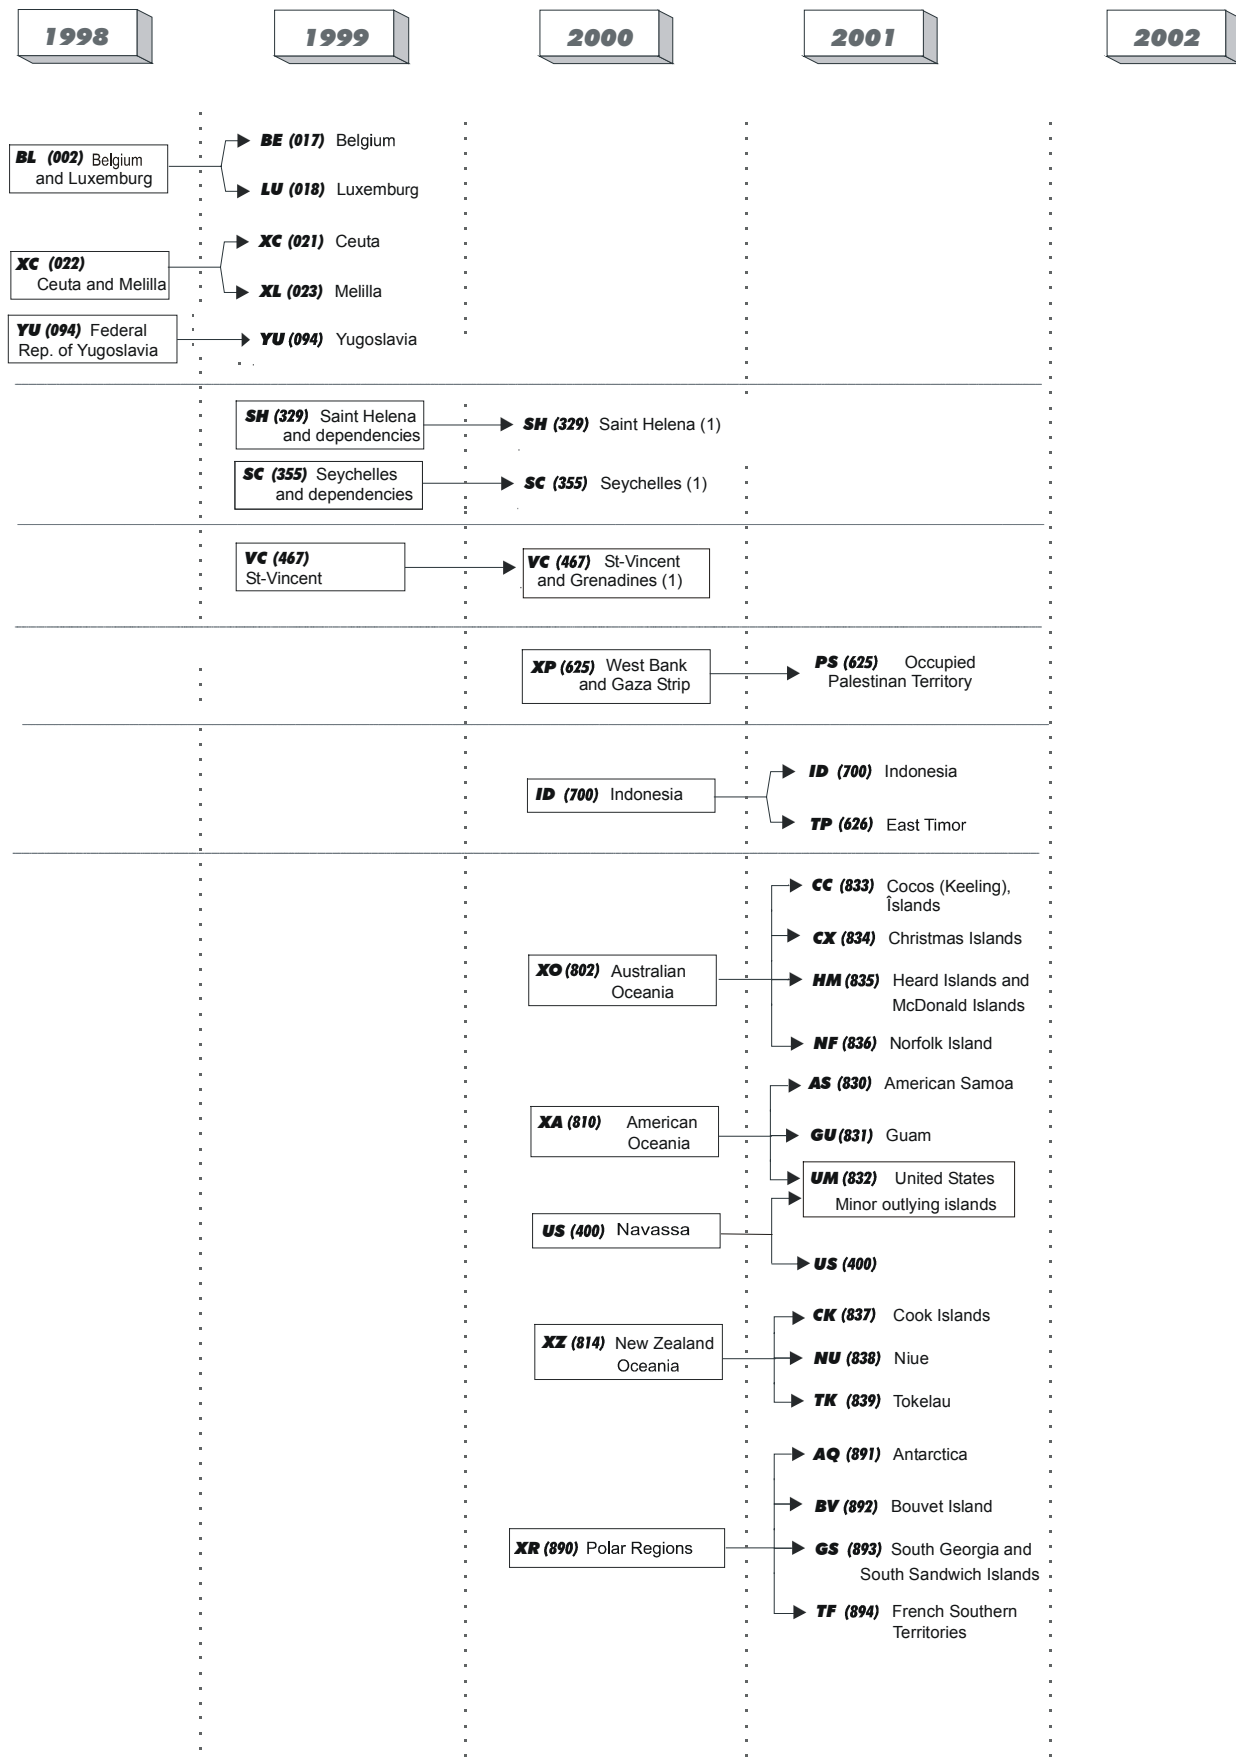 1998 1999 2000 2001 2002
BE (017) Belgium
BL (002) Belgium
and Luxemburg
LU (018) Luxemburg
XC (021) Ceuta
XC (022)
Ceuta and Melilla
XL (023) Melilla
YU (094) Federal
Rep. of Yugoslavia
YU (094) Yugoslavia
SH (329) Saint Helena
and dependencies
SH (329) Saint Helena (1)
SC (355) Seychelles
and dependencies
SC (355) Seychelles (1)
VC (467)
St-Vincent
VC (467) St-Vincent
and Grenadines (1)
XP (625) West Bank
and Gaza Strip
PS (625) Occupied
Palestinan Territory
ID (700) Indonesia
ID (700) Indonesia
TP (626) East Timor
CC (833) Cocos (Keeling),
Îslands
CX (834) Christmas Islands
XO (802) Australian
Oceania
HM (835) Heard Islands and
McDonald Islands
NF (836) Norfolk Island
AS (830) American Samoa
XA (810) American
Oceania
GU (831) Guam
UM (832) United States
Minor outlying islands
US (400) Navassa
US (400)
CK (837) Cook Islands
XZ (814) New Zealand
Oceania
NU (838) Niue
TK (839) Tokelau
AQ (891) Antarctica
BV (892) Bouvet Island
XR (890) Polar Regions
GS (893) South Georgia and
South Sandwich Islands
TF (894) French Southern
Territories